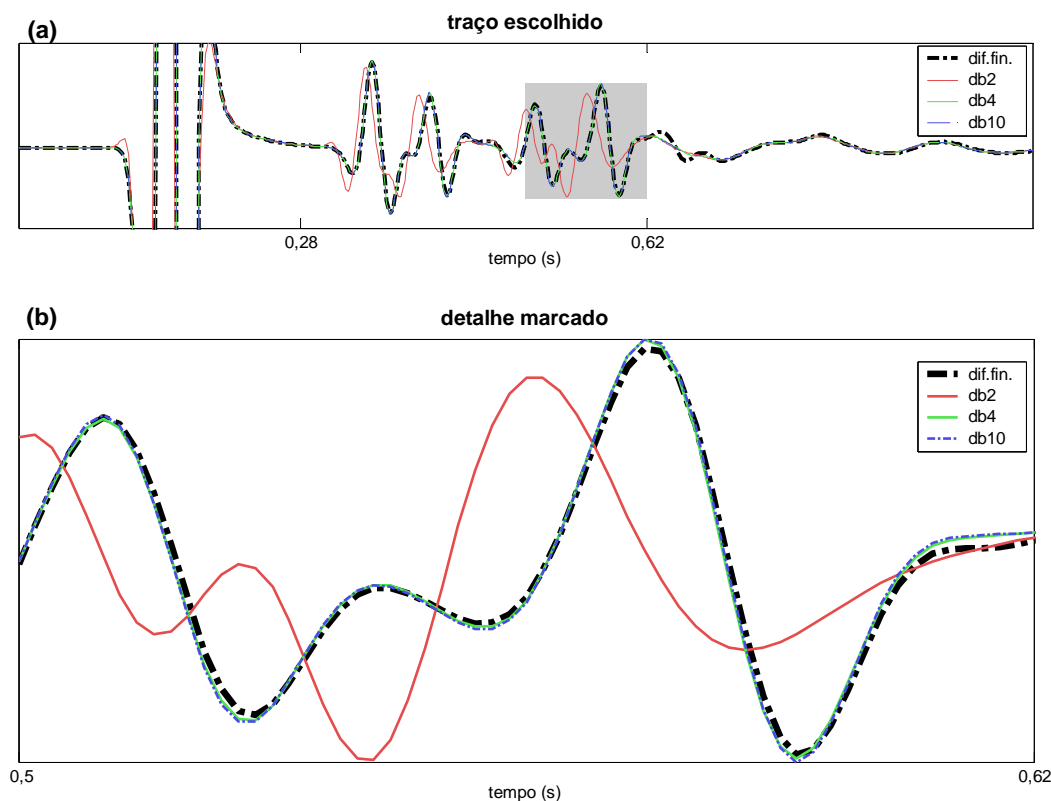 (a)
traço escolhido
dif.fin.
db2
db4
db10
0,28
0,62
tempo (s)
(b)
detalhe marcado
dif.fin.
db2
db4
db10
0,5
0,62
tempo (s)